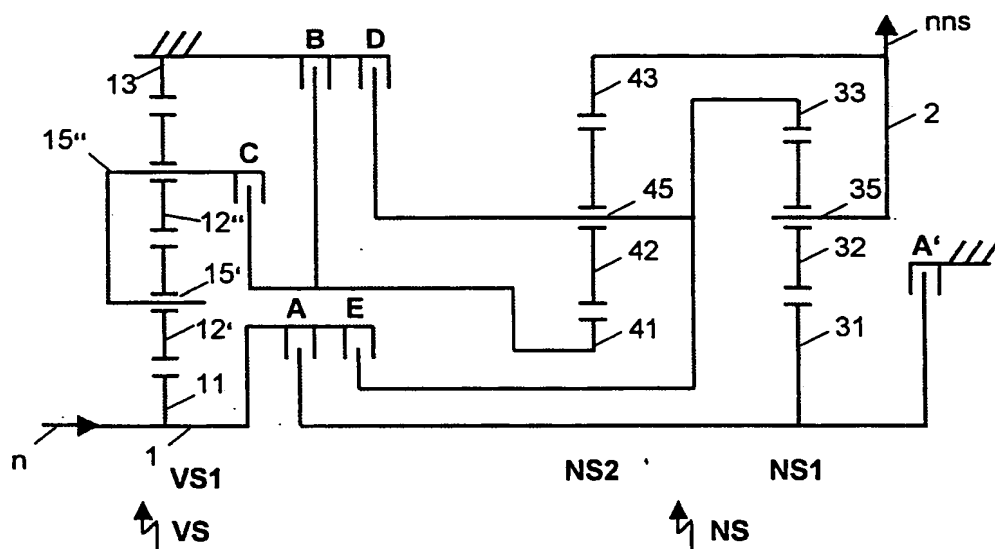 B D nns
13 43 33 2
15“ C
45 35
12“ 42 32 A‘
15‘
A E 41 31
12‘
11
n 1
VS1 NS2 NS1
VS NS